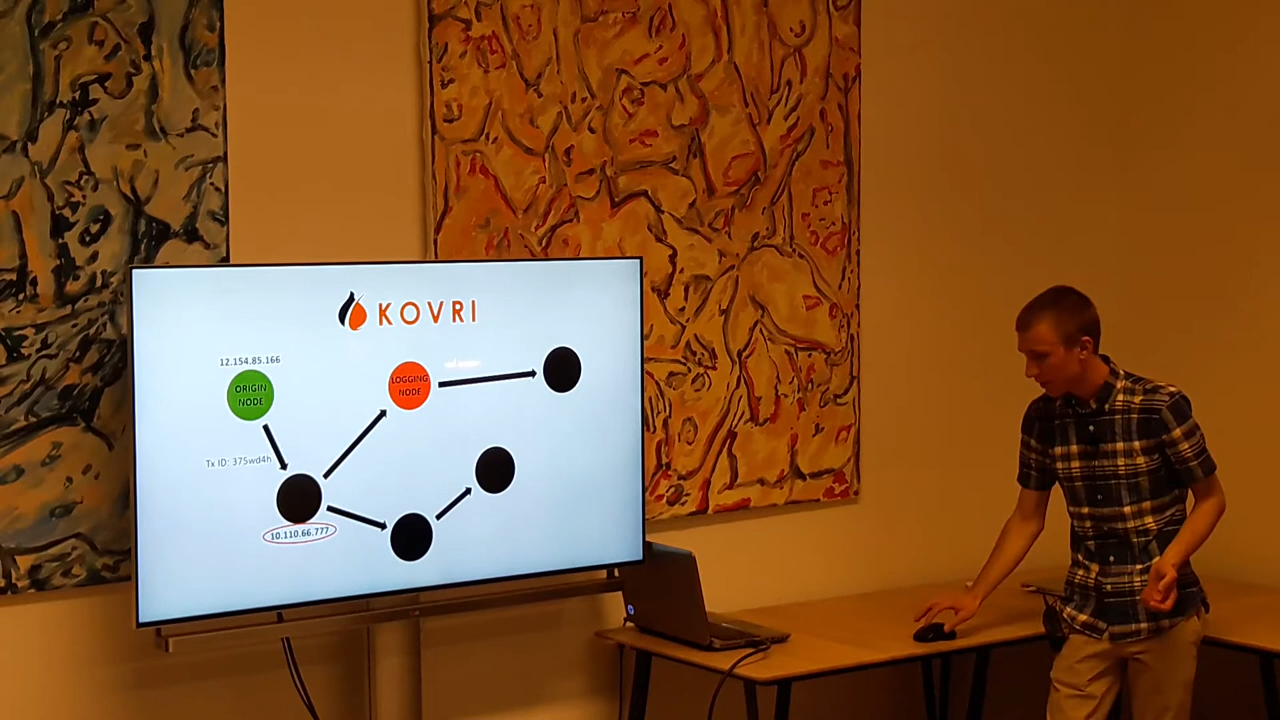 KOVRI
12.154.85.166
ORIGIN
NODE
LOGGING
NODE
Tx ID: 375wd4h
10.110.66.777